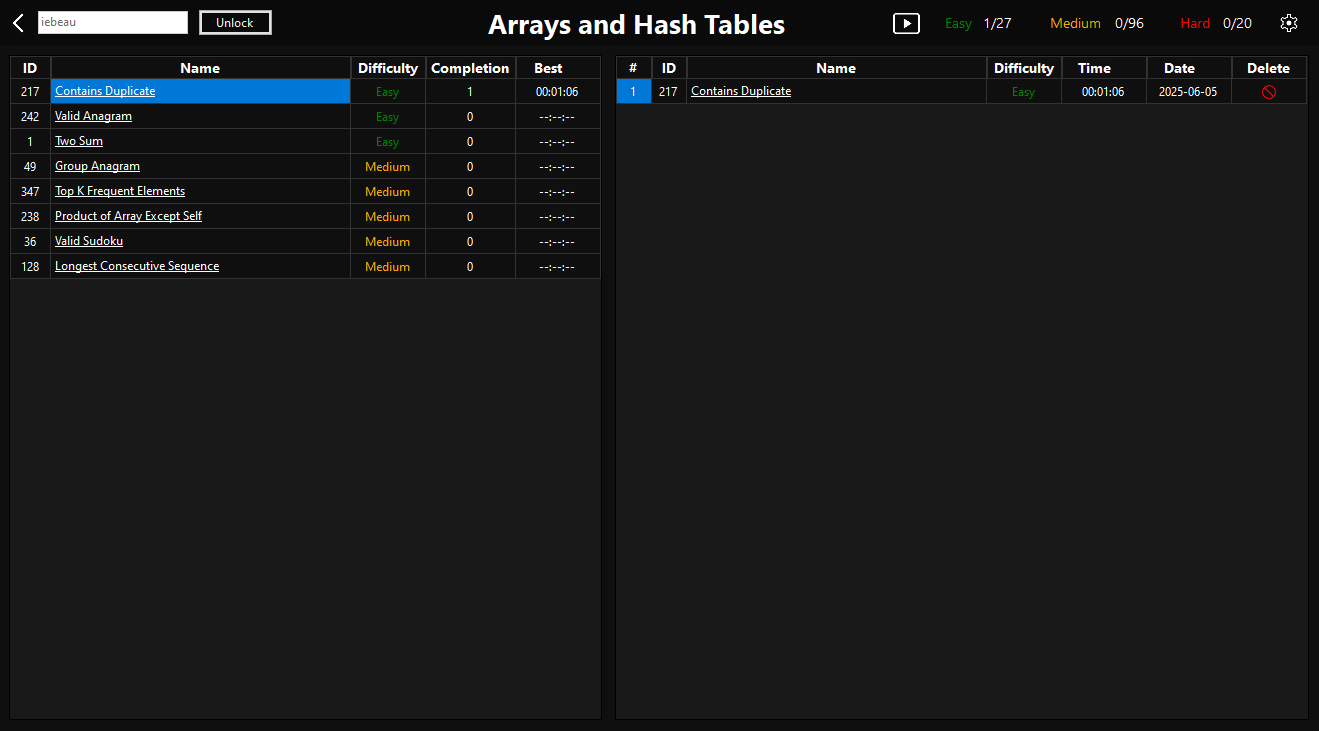 iebeau Unlock Arrays and Hash Tables Easy 1/27 Medium 0/96 Hard 0/20
ID Name Difficulty Completion Best
217 Contains Duplicate Easy 1 00:01:06
242 Valid Anagram Easy 0 --:--:--
1 Two Sum Easy 0 --:--:--
49 Group Anagram Medium 0 --:--:--
347 Top K Frequent Elements Medium 0 --:--:--
238 Product of Array Except Self Medium 0 --:--:--
36 Valid Sudoku Medium 0 --:--:--
128 Longest Consecutive Sequence Medium 0 --:--:--
# ID Name Difficulty Time Date Delete
1 217 Contains Duplicate Easy 00:01:06 2025-06-05